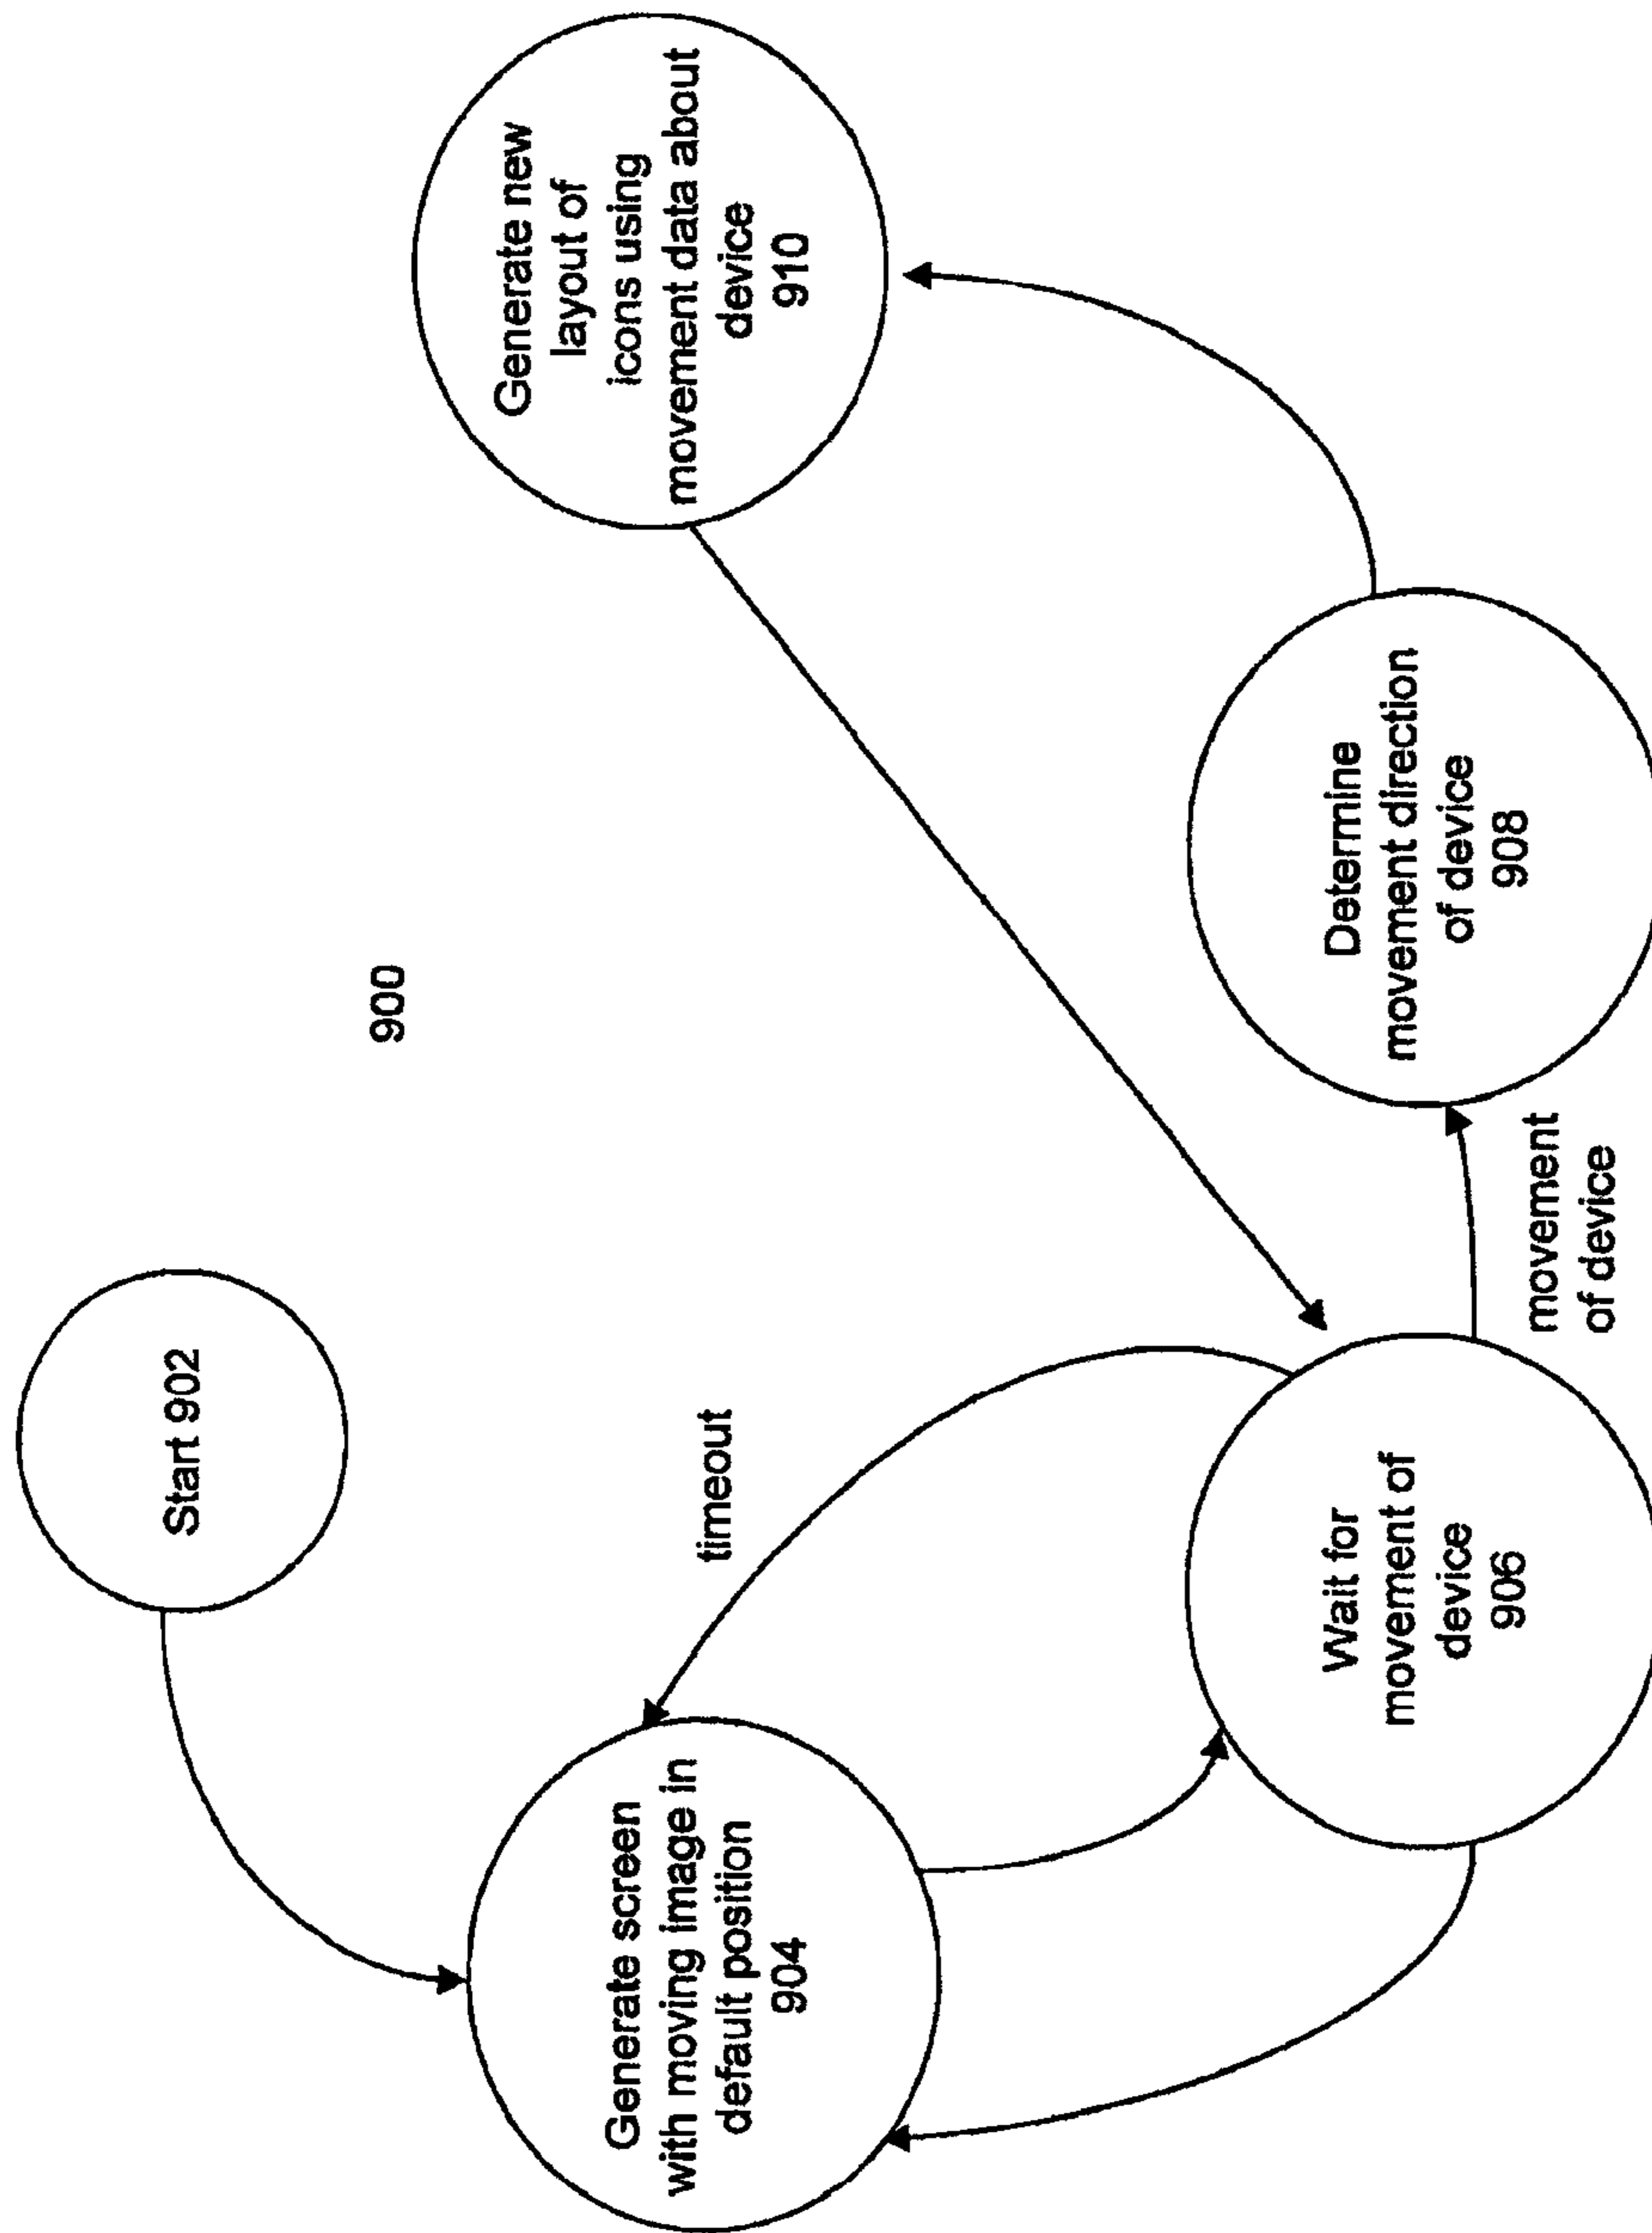 900
Start 902
Generate screen
with moving image in
default position
904
timeout
Wait for
movement of
device
906
movement
of device
Determine
movement direction
of device
908
Generate new
layout of
icons using
movement data about
device
910